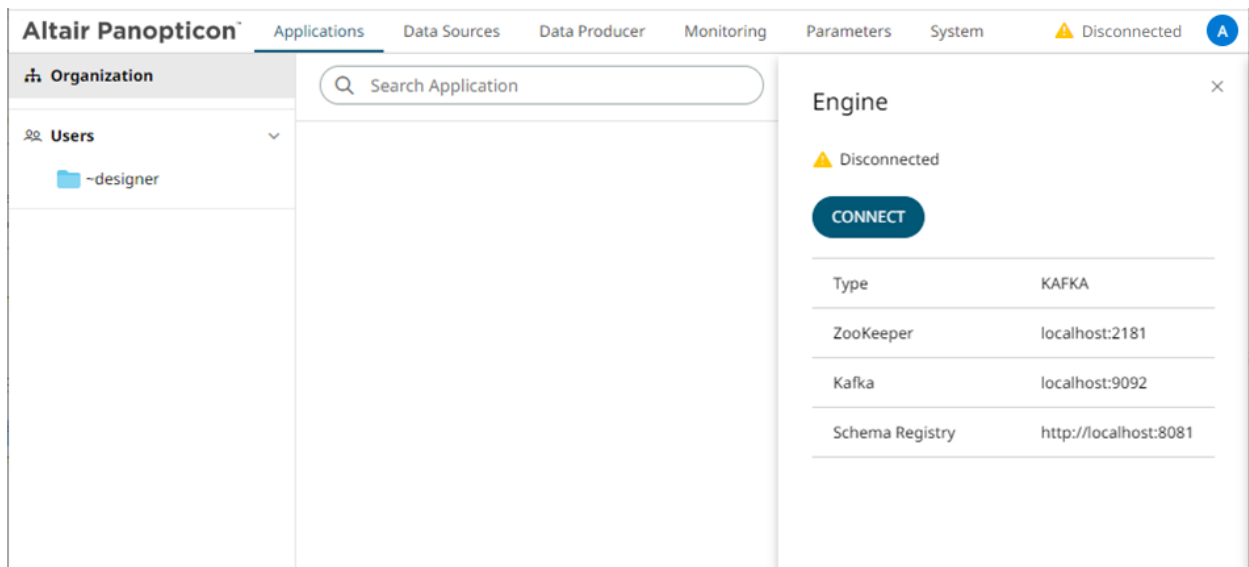 Altair Panopticon™ Applications Data Sources Data Producer Monitoring Parameters System Disconnected A
Organization
Users
~designer
Search Application
Engine
Disconnected
CONNECT
Type KAFKA
ZooKeeper localhost:2181
Kafka localhost:9092
Schema Registry http://localhost:8081